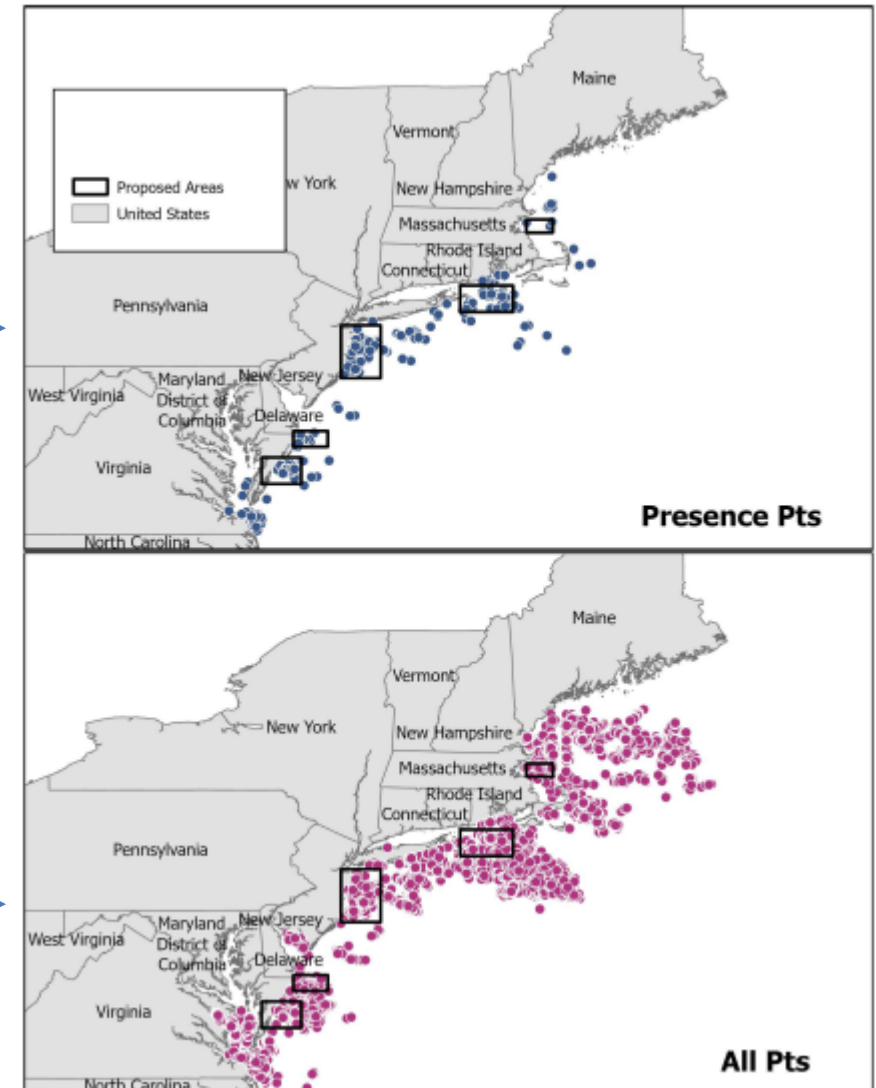 Maine
Vermont
w York
New Hampshire
Proposed Areas
United States
Massachusetts
Rhode Island
Connecticut
Pennsylvania
West Virginia
Maryland
New Jersey
District of
Columbia
Delaware
Virginia
Presence Pts
North Carolina
Maine
Vermont
New York
New Hampshire
Massachusetts
Rhode Island
Connecticut
Pennsylvania
West Virginia
Maryland
New Jersey
District of
Columbia
Delaware
Virginia
All Pts
North Carolina